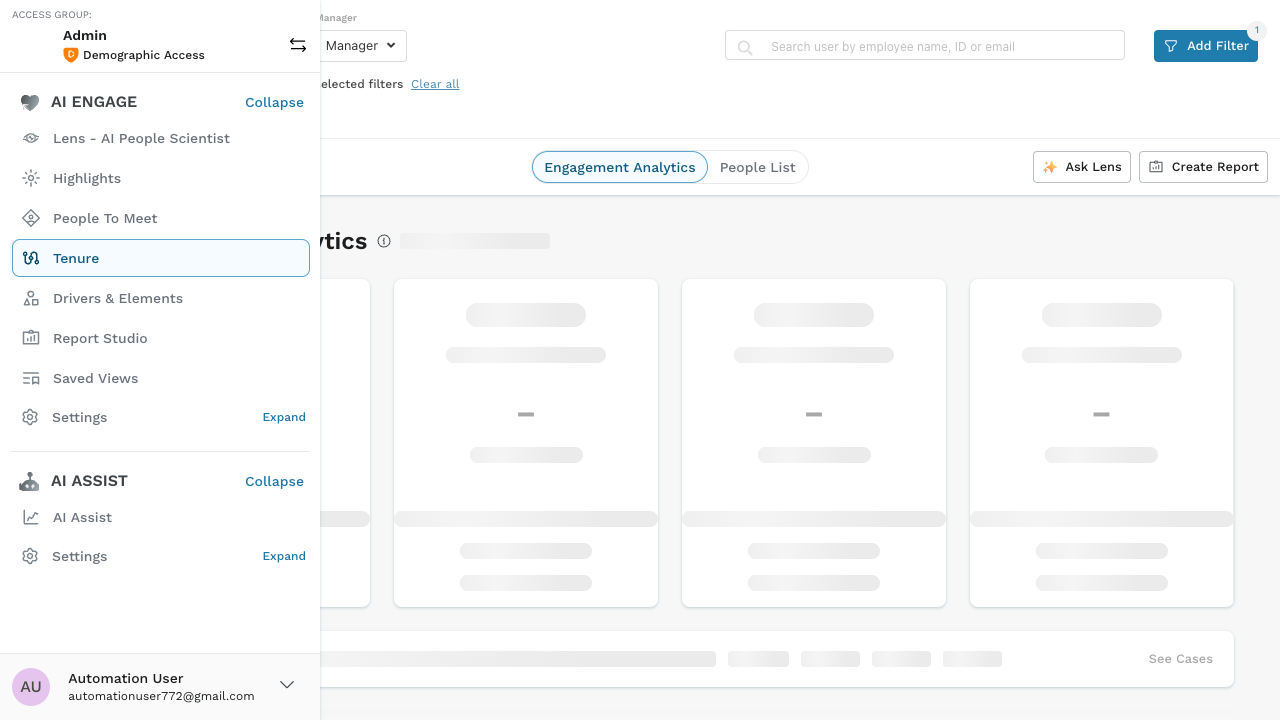 ACCESS GROUP:
Admin
Demographic Access
AI ENGAGE
Collapse
Lens - AI People Scientist
Highlights
People To Meet
Tenure
Drivers & Elements
Report Studio
Saved Views
Settings
Expand
AI ASSIST
Collapse
AI Assist
Settings
Expand
AU
Automation User
automationuser772@gmail.com
Manager
Manager
Search user by employee name, ID or email
Add Filter
1
elected filters
Clear all
Engagement Analytics
People List
Ask Lens
Create Report
ytics
See Cases